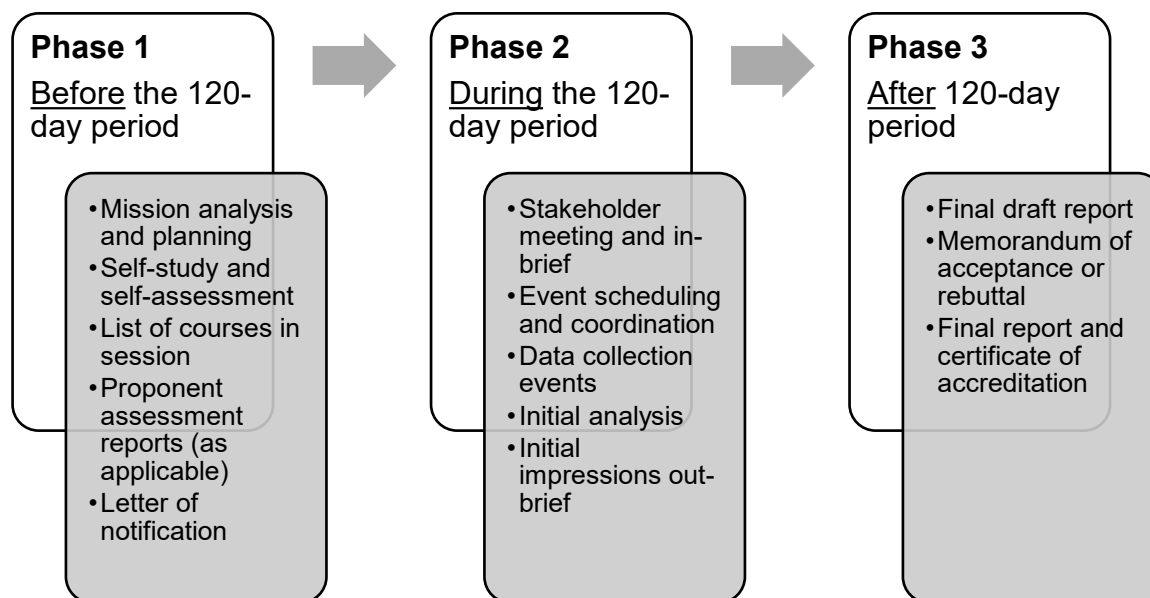 Phase 1
Before the 120-
day period
•Mission analysis
and planning
•Self-study and
self-assessment
•List of courses in
session
•Proponent
assessment
reports (as
applicable)
•Letter of
notification
Phase 2
During the 120-
day period
•Stakeholder
meeting and in-
brief
•Event scheduling
and coordination
•Data collection
events
•Initial analysis
•Initial
impressions out-
brief
Phase 3
After 120-day
period
•Final draft report
•Memorandum of
acceptance or
rebuttal
•Final report and
certificate of
accreditation